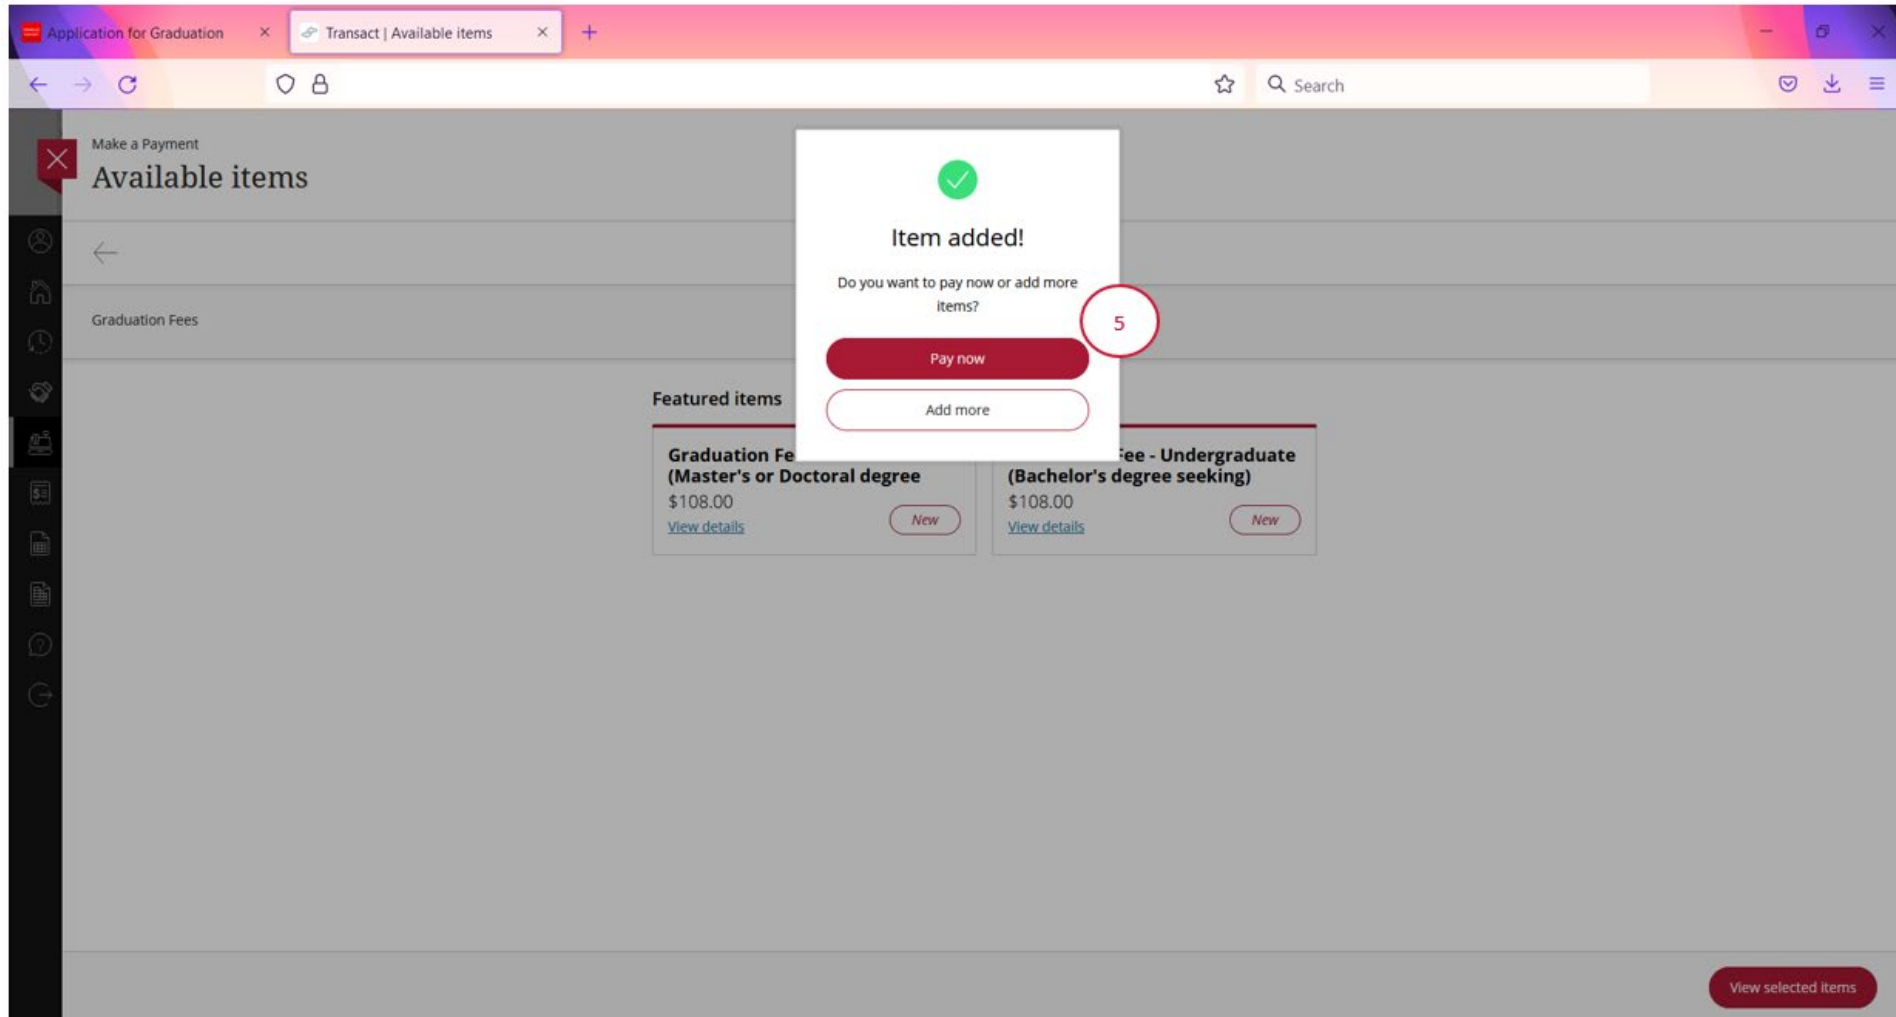 Application for Graduation
Transact | Available items
Search
Make a Payment
Available items
Item added!
Do you want to pay now or add more
items?
5
Pay now
Add more
Graduation Fees
Featured items
Graduation Fe
(Master's or Doctoral degree
$108.00
View details
New
Fee - Undergraduate
(Bachelor's degree seeking)
$108.00
View details
New
View selected items